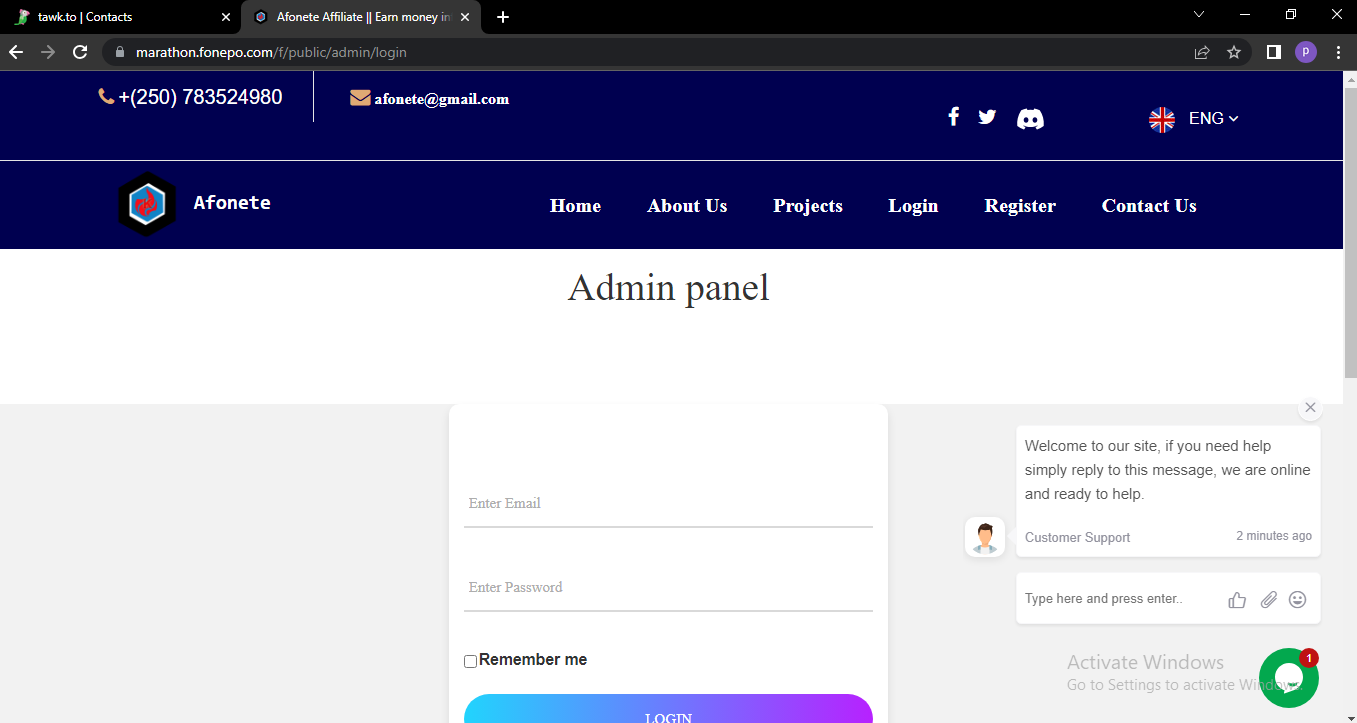 tawk.to | Contacts
Afonete Affiliate || Earn money in
marathon.fonepo.com/f/public/admin/login
P
+(250) 783524980
afonete@gmail.com
ENG
Afonete
Home
About Us
Projects
Login
Register
Contact Us
Admin panel
Enter Email
Enter Password
Remember me
LOGIN
Welcome to our site, if you need help
simply reply to this message, we are online
and ready to help.
Customer Support
2 minutes ago
Type here and press enter..
1
Activate Windows
Go to Settings to activate Windows.